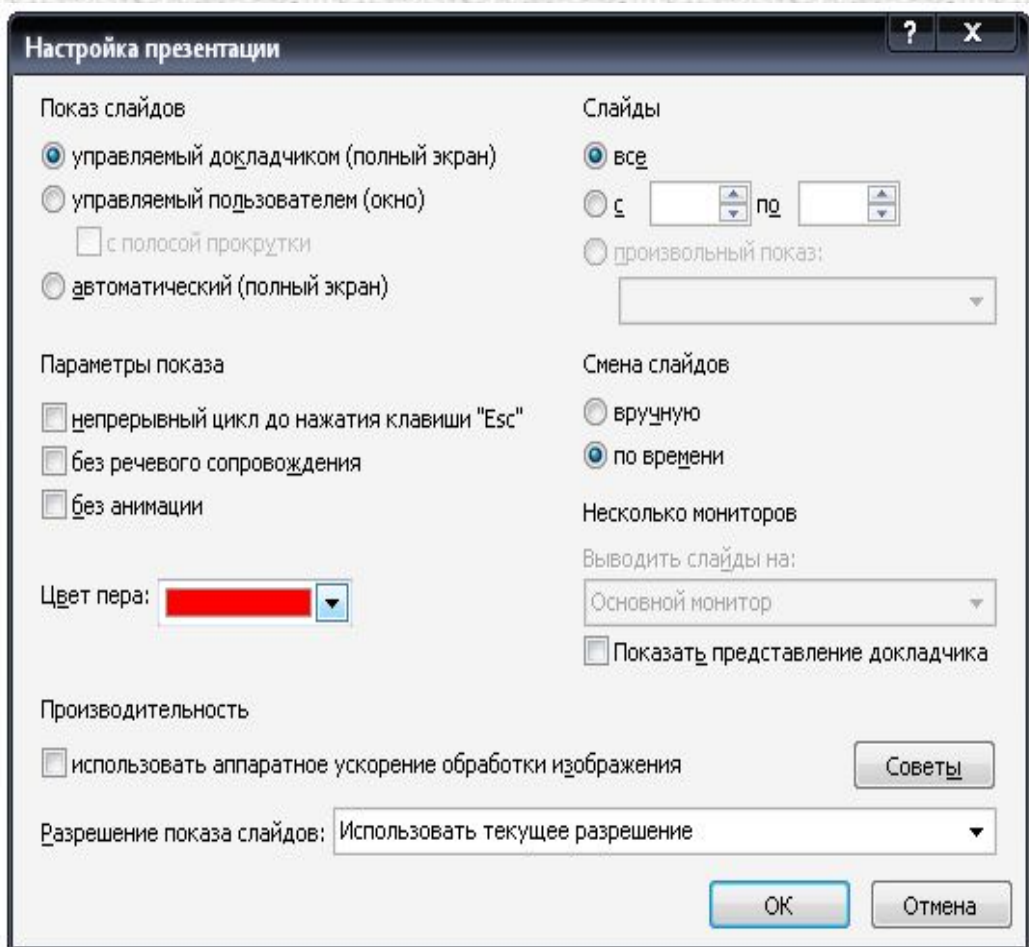 Настройка презентации
?
X
Показ слайдов
управляемый докладчиком (полный экран)
управляемый пользователем (окно)
с полосой прокрутки
автоматический (полный экран)
Слайды
все
с по
произвольный показ:
Параметры показа
непрерывный цикл до нажатия клавиши "Esc"
без речевого сопровождения
без анимации
Цвет пера:
Смена слайдов
вручную
по времени
Несколько мониторов
Выводить слайды на:
Основной монитор
Показать представление докладчика
Производительность
использовать аппаратное ускорение обработки изображения
Советы
Разрешение показа слайдов: Использовать текущее разрешение
ОК
Отмена